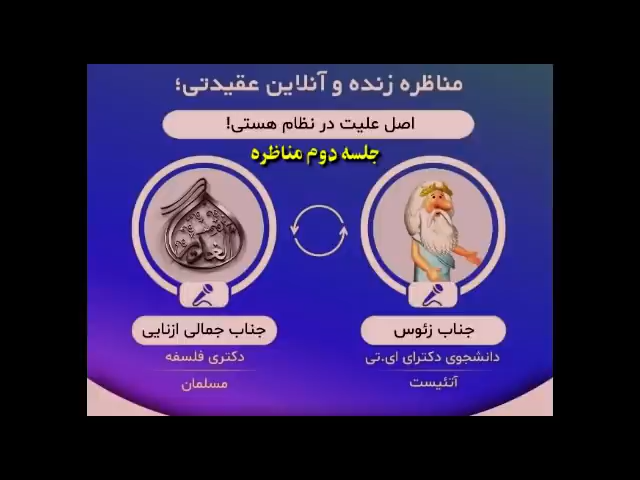 مناظره زنده و آنلاین عقیدتی؛
اصل علیت در نظام هستی!
جلسه دوم مناظره
جناب زئوس
دانشجوی دکترای ای.تی
آتئیست
جناب جمالی ازنایی
دکتری فلسفه
مسلمان